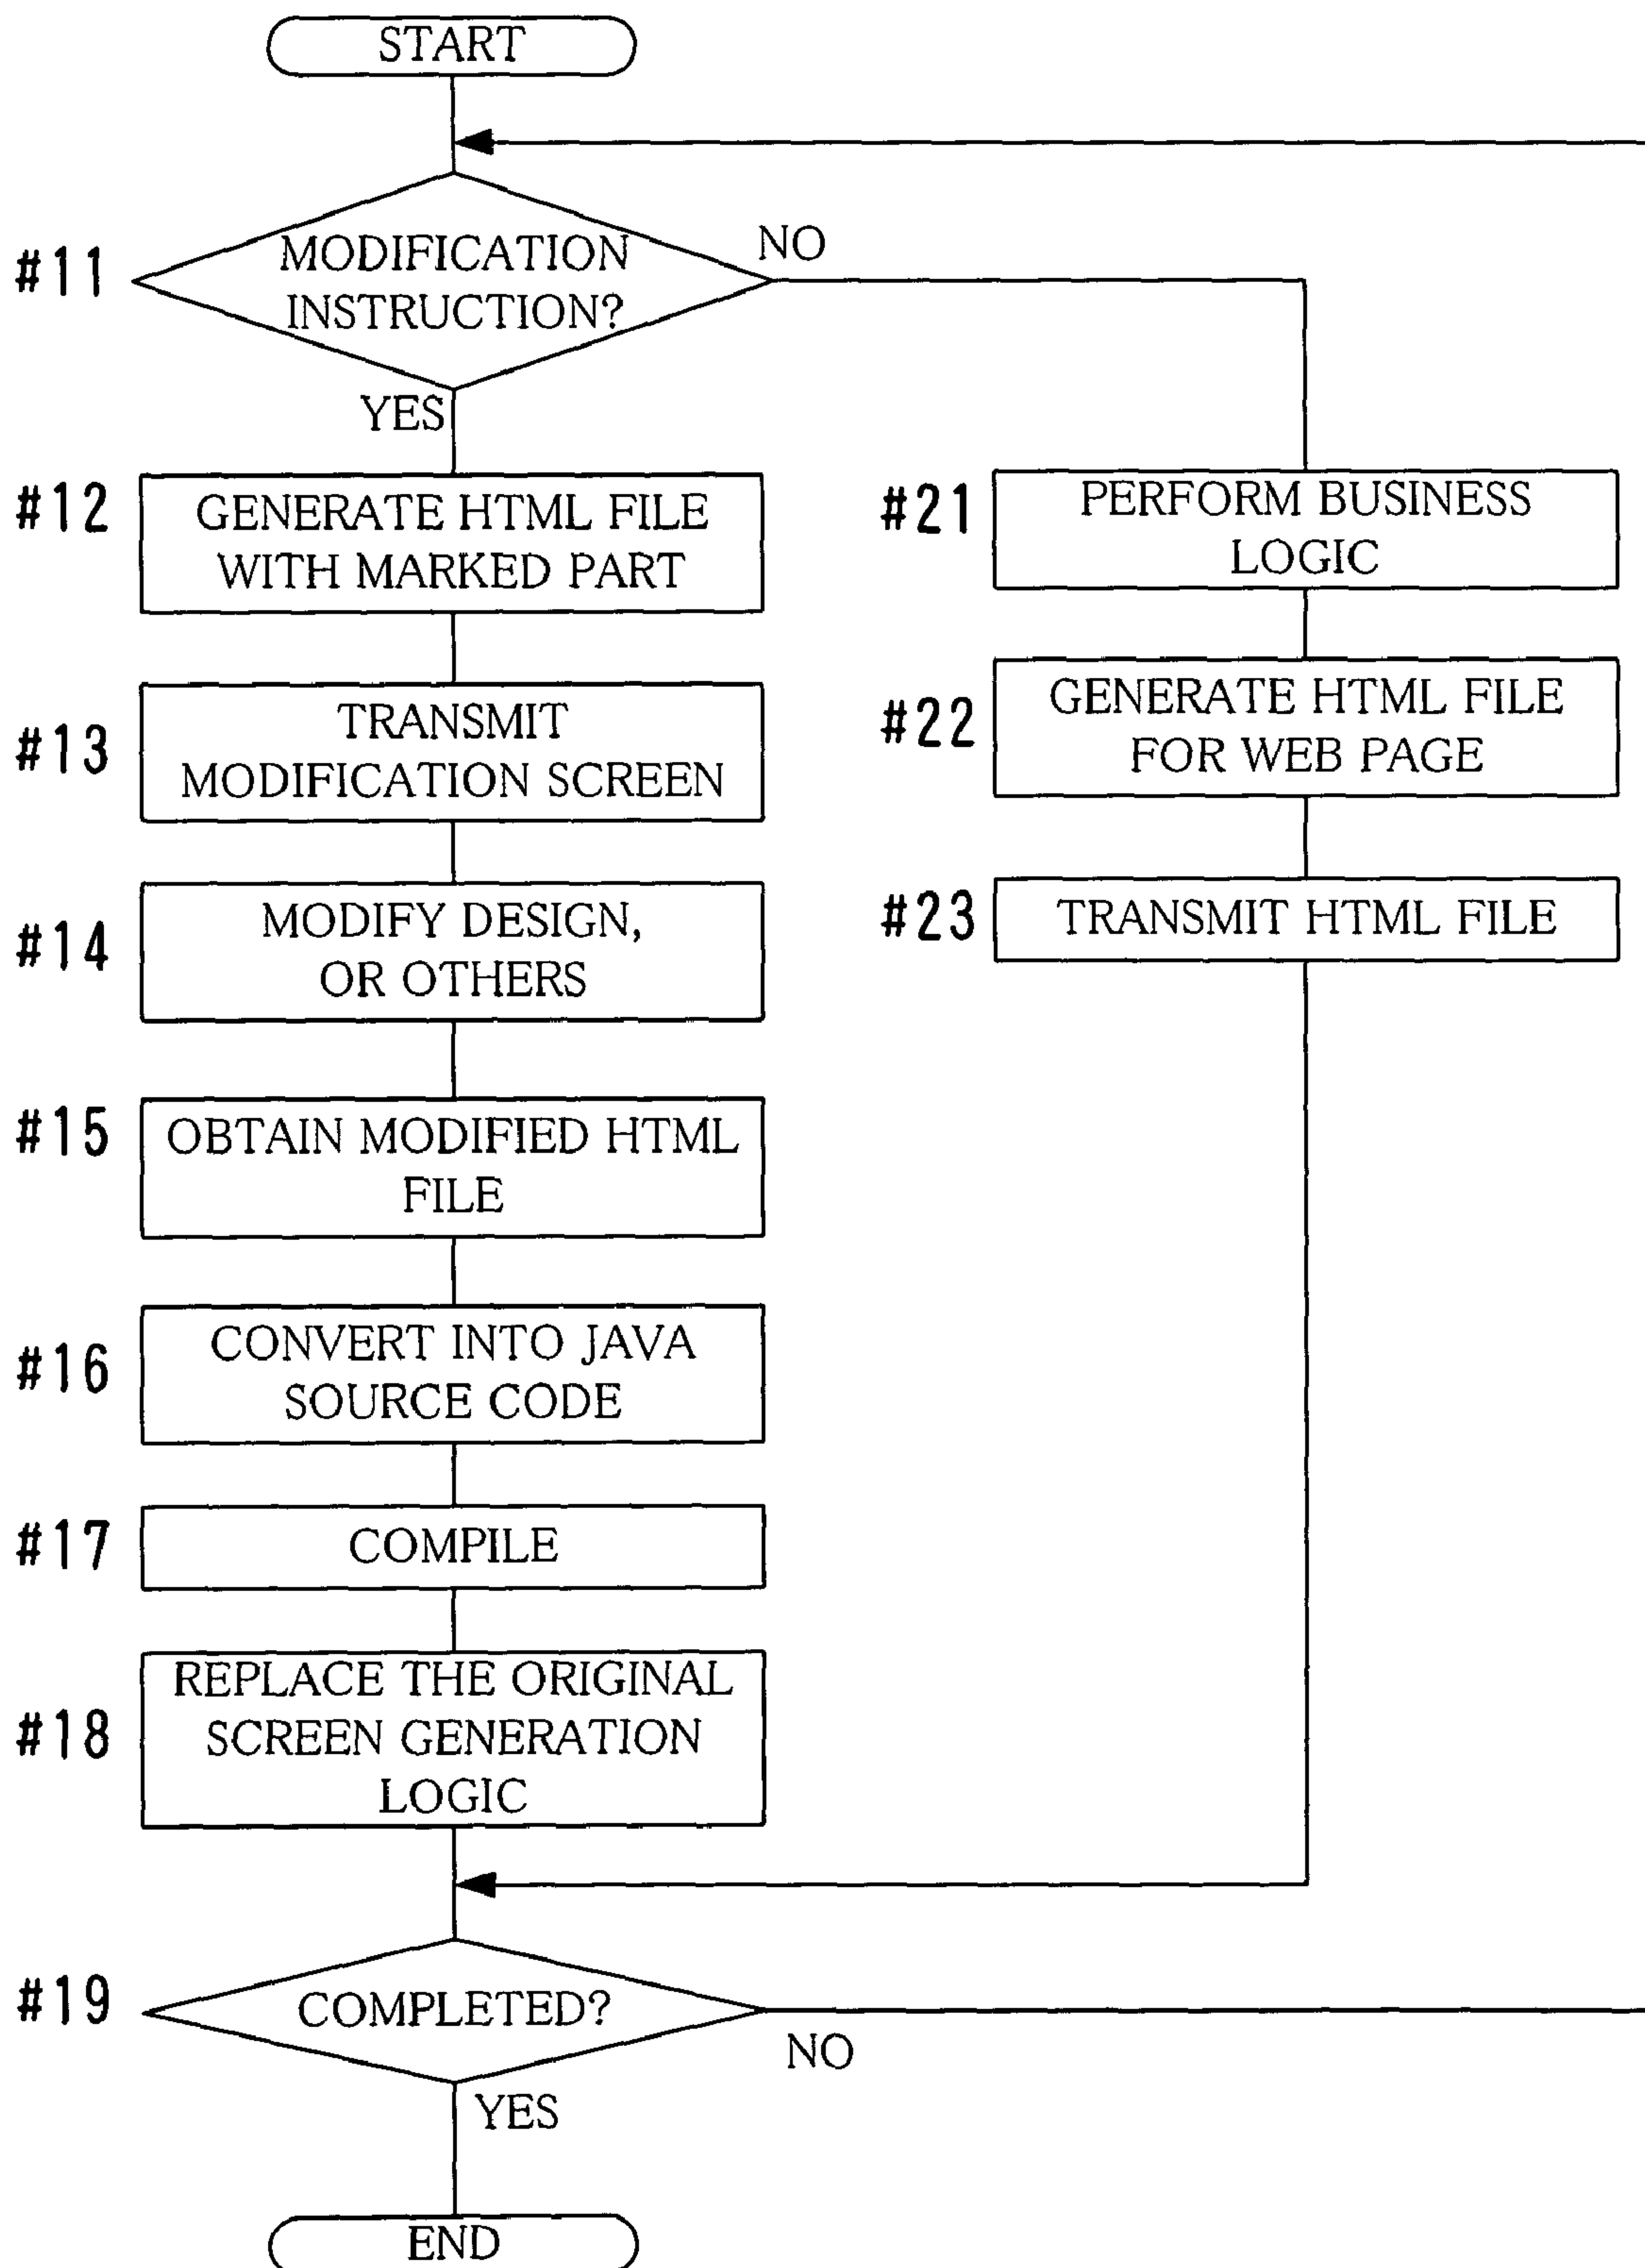 START
#11
MODIFICATION
INSTRUCTION?
NO
YES
#12
GENERATE HTML FILE
WITH MARKED PART
#13
TRANSMIT
MODIFICATION SCREEN
#14
MODIFY DESIGN,
OR OTHERS
#15
OBTAIN MODIFIED HTML
FILE
#16
CONVERT INTO JAVA
SOURCE CODE
#17
COMPILE
#18
REPLACE THE ORIGINAL
SCREEN GENERATION
LOGIC
#21
PERFORM BUSINESS
LOGIC
#22
GENERATE HTML FILE
FOR WEB PAGE
#23
TRANSMIT HTML FILE
#19
COMPLETED?
NO
YES
END